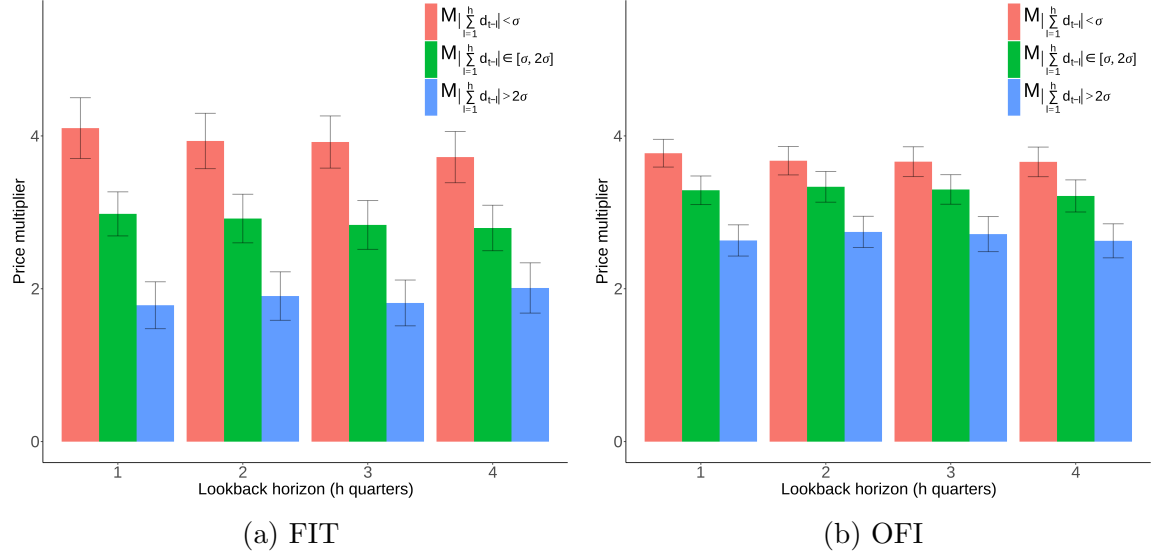 M|∑_{l=1}^{h} d_{t−l}|<σ
M|∑_{l=1}^{h} d_{t−l}|∈[σ, 2σ]
M|∑_{l=1}^{h} d_{t−l}|>2σ
Price multiplier
4
2
0
1 2 3 4
Lookback horizon (h quarters)
(a) FIT
M|∑_{l=1}^{h} d_{t−l}|<σ
M|∑_{l=1}^{h} d_{t−l}|∈[σ, 2σ]
M|∑_{l=1}^{h} d_{t−l}|>2σ
Price multiplier
4
2
0
1 2 3 4
Lookback horizon (h quarters)
(b) OFI